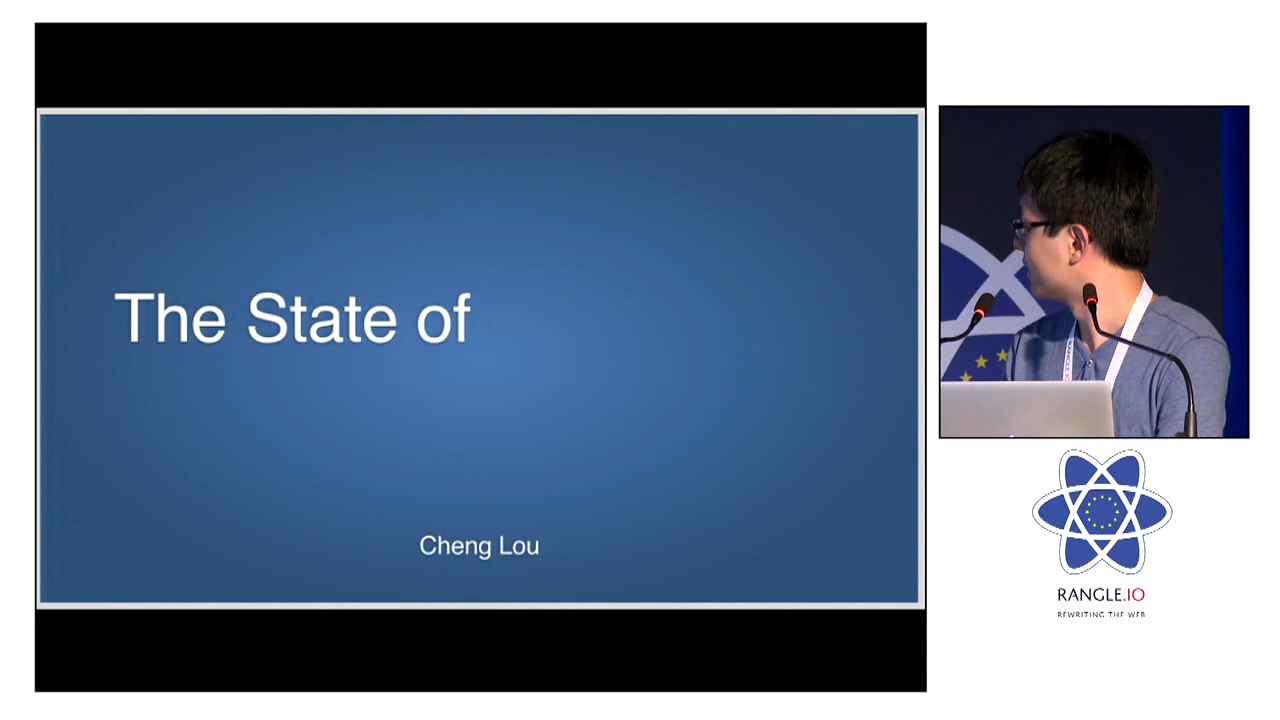 The State of
Cheng Lou
RANGLE.IO
REWRITING THE WEB